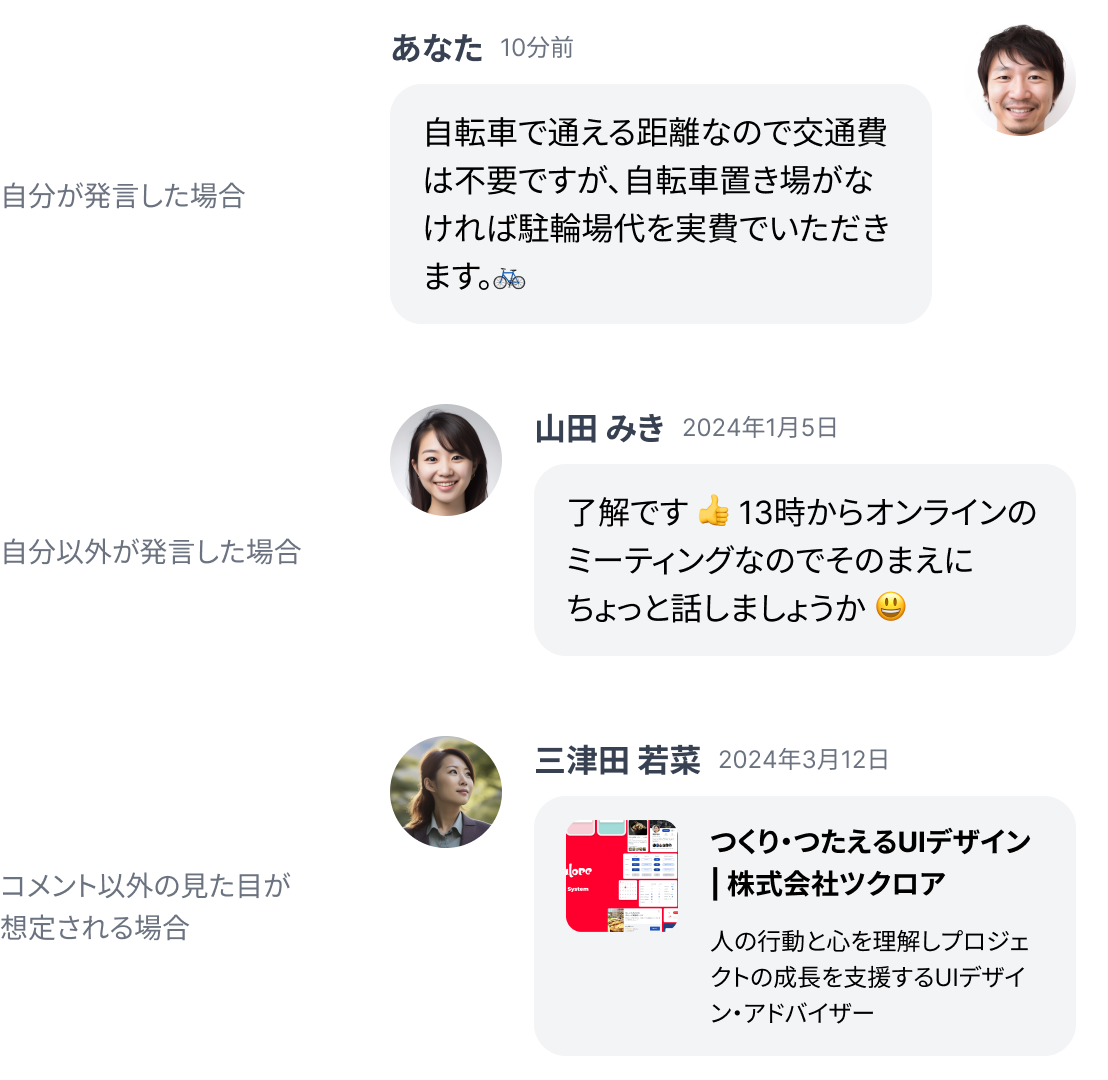 あなた 10分前
自分が発言した場合
自転車で通える距離なので交通費
は不要ですが、自転車置き場がな
ければ駐輪場代を実費でいただき
ます。🚲
山田 みき 2024年1月5日
自分以外が発言した場合
了解です 👍 13時からオンラインの
ミーティングなのでそのまえに
ちょっと話しましょうか 😃
三津田 若菜 2024年3月12日
コメント以外の見た目が
想定される場合
System
つくり・つたえるUIデザイン
| 株式会社ツクロア
人の行動と心を理解しプロジェ
クトの成長を支援するUIデザイ
ン・アドバイザー